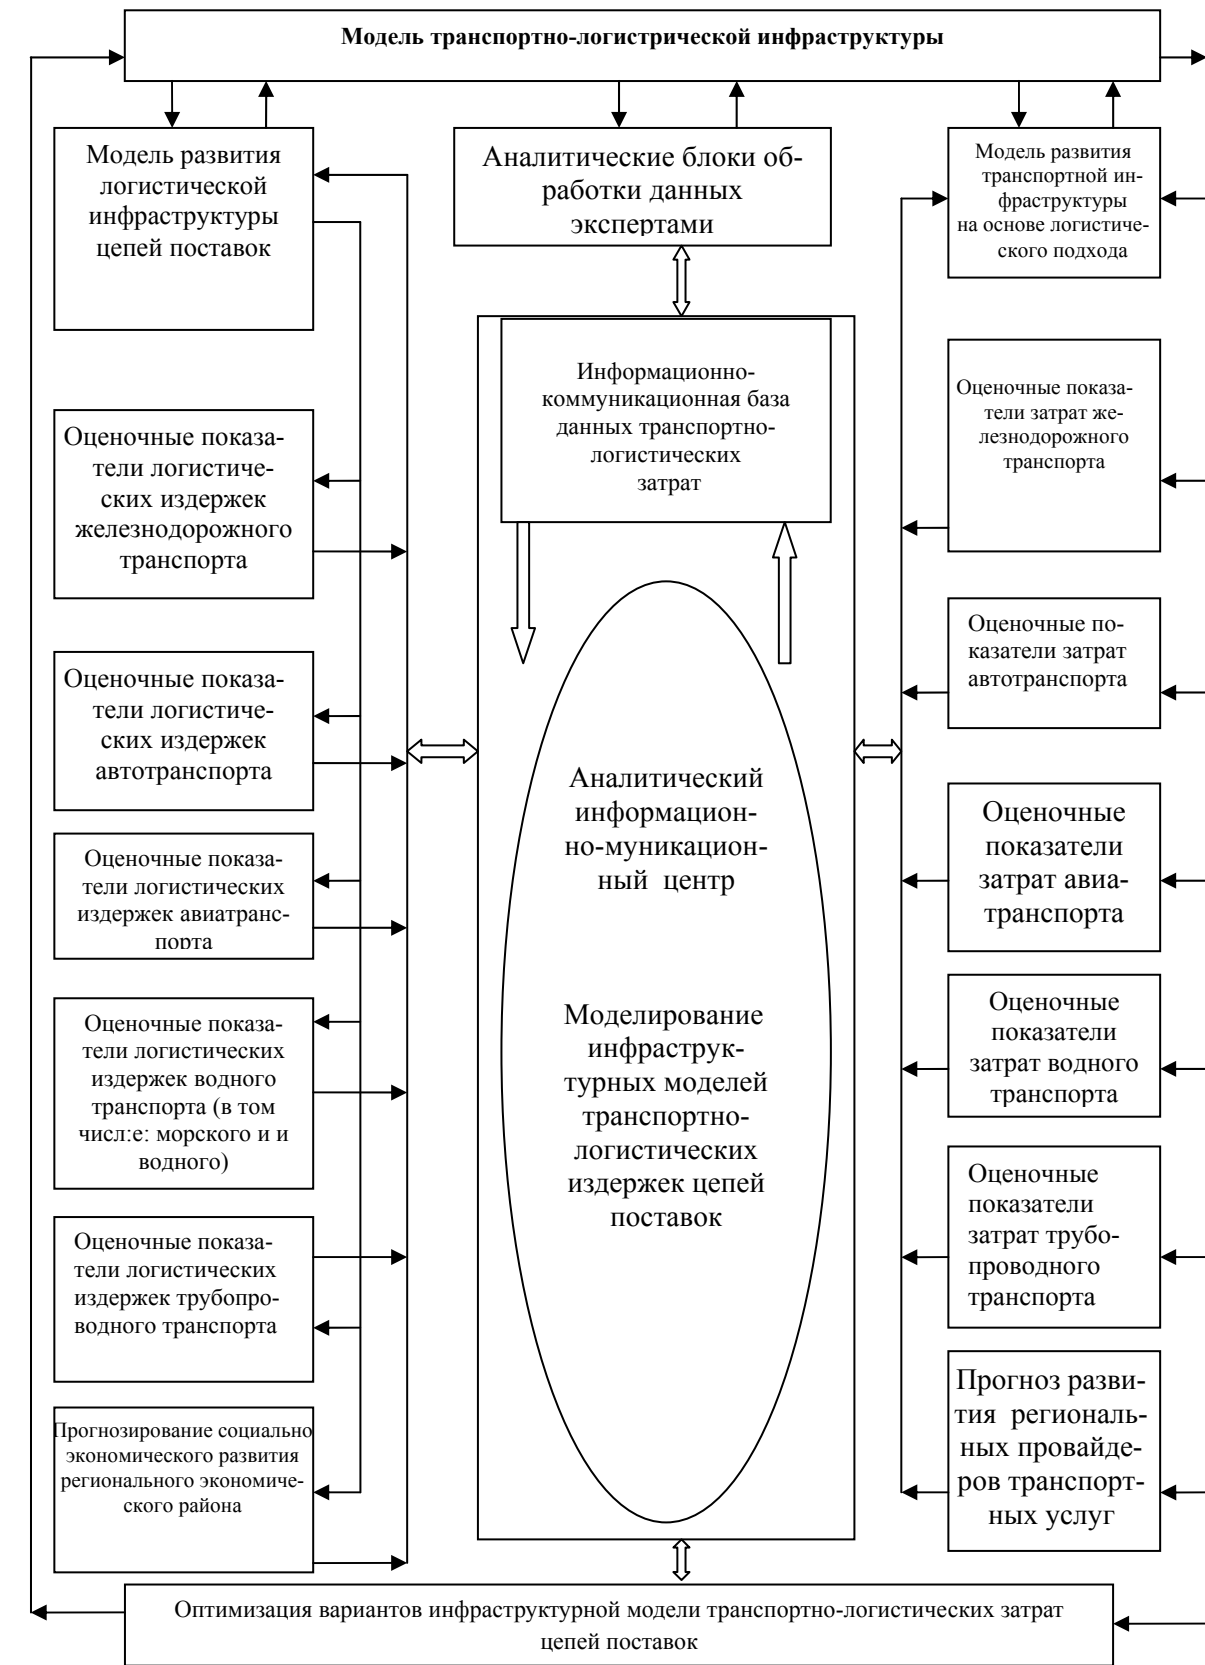 Модель транспортно-логистрической инфраструктуры
Модель развития
логистической
инфраструктуры
цепей поставок
Аналитические блоки об-
работки данных
экспертами
Модель развития
транспортной ин-
фраструктуры
на основе логистиче-
ского подхода
Информационно-
коммуникационная база
данных транспортно-
логистических
затрат
Оценочные показа-
тели затрат же-
лезнодорожного
транспорта
Оценочные показа-
тели логистиче-
ских издержек
железнодорожного
транспорта
Оценочные по-
казатели затрат
автотранспорта
Оценочные показа-
тели логистиче-
ских издержек
автотранспорта
Аналитический
информацион-
но-муникацион-
ный центр
Оценочные
показатели
затрат авиа-
транспорта
Оценочные показа-
тели логистических
издержек авиатранс-
порта
Моделирование
инфраструк-
турных моделей
транспортно-
логистических
издержек цепей
поставок
Оценочные
показатели
затрат водного
транспорта
Оценочные показа-
тели логистических
издержек водного
транспорта (в том
числ:е: морского и и
водного)
Оценочные
показатели
затрат трубо-
проводного
транспорта
Оценочные показа-
тели логистических
издержек трубопро-
водного транспорта
Прогноз разви-
тия региональ-
ных провайде-
ров транспорт-
ных услуг
Прогнозирование социально
экономического развития
регионального экономиче-
ского района
Оптимизация вариантов инфраструктурной модели транспортно-логистических затрат
цепей поставок